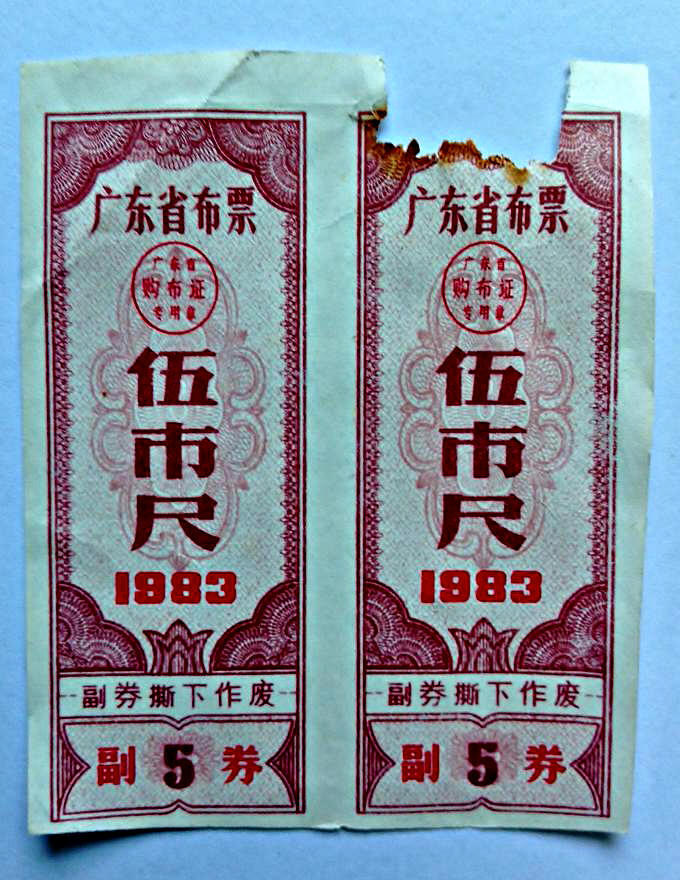 广东省布票
广东省
购布证
专用章
伍市尺
1983
副券撕下作废
副 5 券
广东省布票
广东省
购布证
专用章
伍市尺
1983
副券撕下作废
副 5 券